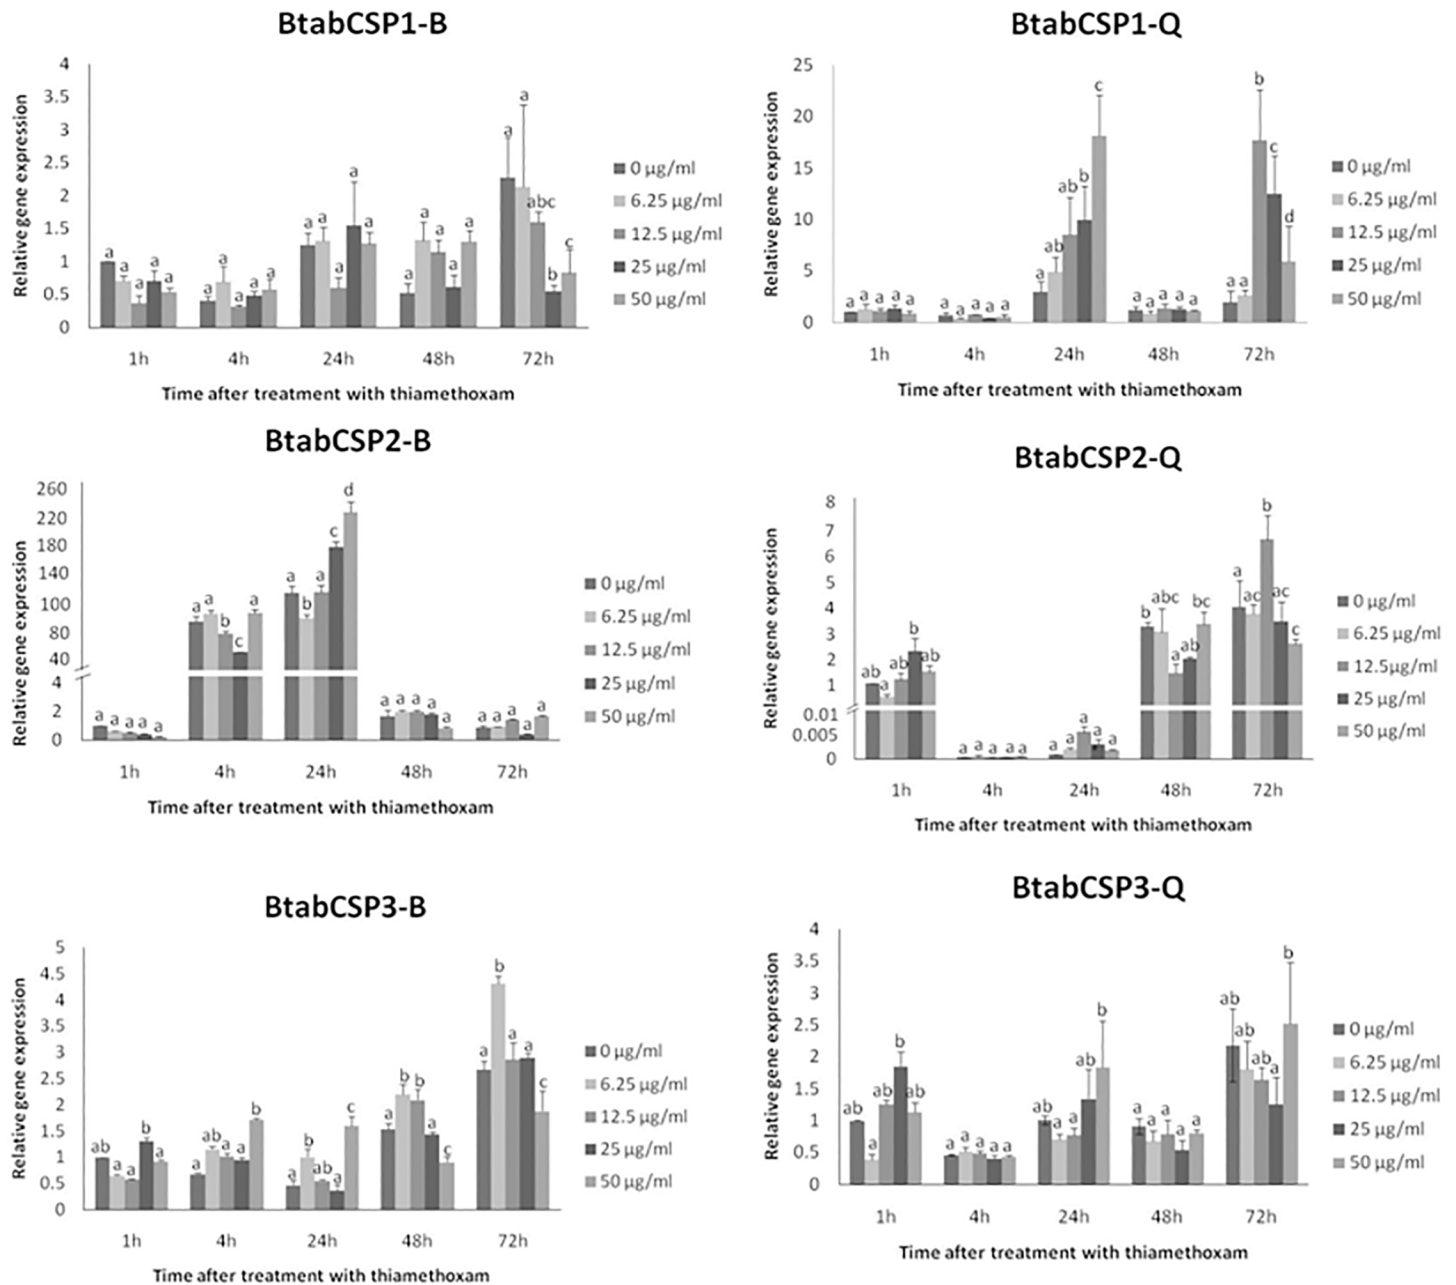 BtabCSP1-B
Relative gene expression
4
3.5
3
2.5
2
1.5
1
0.5
0
a a a a a
a a a a a
a a a a a
a a a a a
a a abc b c
1h 4h 24h 48h 72h
Time after treatment with thiamethoxam
0 µg/ml
6.25 µg/ml
12.5 µg/ml
25 µg/ml
50 µg/ml
BtabCSP1-Q
Relative gene expression
25
20
15
10
5
0
a a a a a
a a a a a
a ab ab b c
a a a a a
a a b c d
1h 4h 24h 48h 72h
Time after treatment with thiamethoxam
0 µg/ml
6.25 µg/ml
12.5 µg/ml
25 µg/ml
50 µg/ml
BtabCSP2-B
Relative gene expression
260
220
180
140
100
80
40
4
2
0
a a a a a
a a b c a
a b a c d
a a a a a
a a a a a
1h 4h 24h 48h 72h
Time after treatment with thiamethoxam
0 µg/ml
6.25 µg/ml
12.5 µg/ml
25 µg/ml
50 µg/ml
BtabCSP2-Q
Relative gene expression
8
7
6
5
4
3
2
1
0.01
0.005
0
ab a ab b ab
a a a a a
a a a a a
b abc a ab bc
a ac b ac c
1h 4h 24h 48h 72h
Time after treatment with thiamethoxam
0 µg/ml
6.25 µg/ml
12.5µg/ml
25 µg/ml
50 µg/ml
BtabCSP3-B
Relative gene expression
5
4.5
4
3.5
3
2.5
2
1.5
1
0.5
0
ab a a b a
a ab a a b
a b ab a c
a b b a c
a b a a c
1h 4h 24h 48h 72h
Time after treatment with thiamethoxam
0 µg/ml
6.25 µg/ml
12.5 µg/ml
25 µg/ml
50 µg/ml
BtabCSP3-Q
Relative gene expression
4
3.5
3
2.5
2
1.5
1
0.5
0
ab a ab b ab
a a a a a
ab a a ab b
a a a a a
ab ab ab a b
1h 4h 24h 48h 72h
Time after treatment with thiamethoxam
0 µg/ml
6.25 µg/ml
12.5 µg/ml
25 µg/ml
50 µg/ml